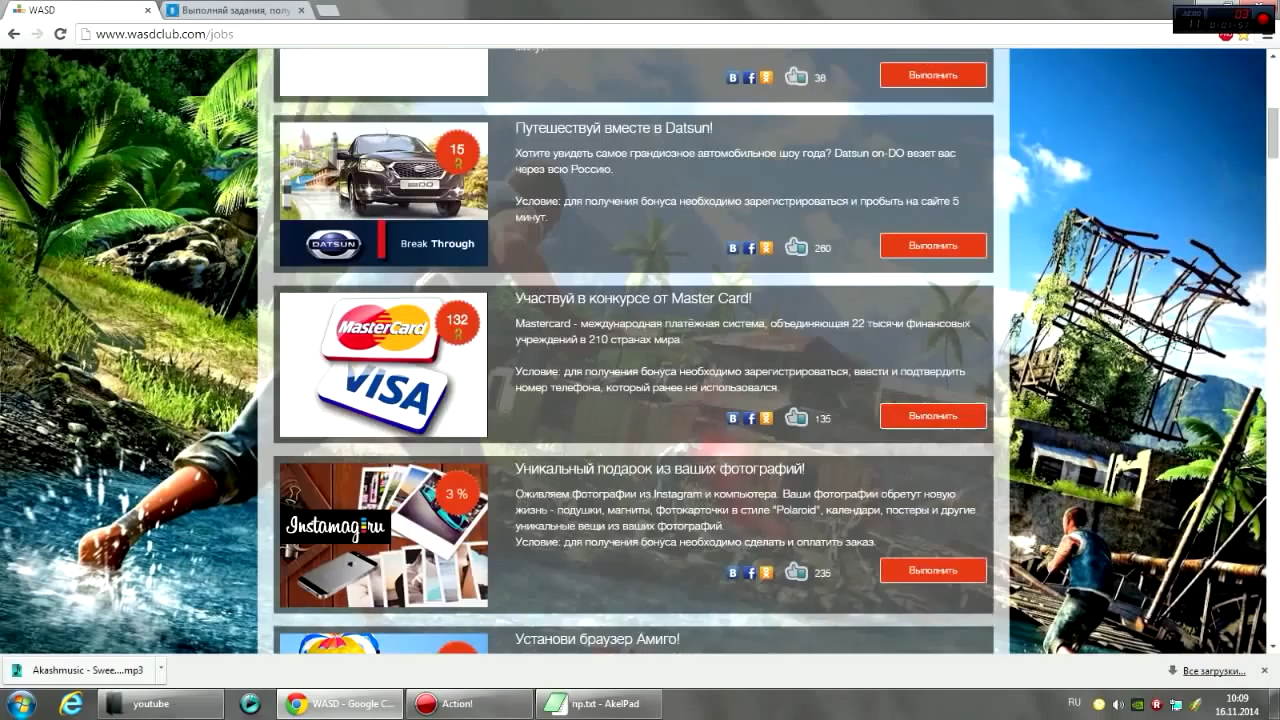 WASD
Выполняй задания, полу
www.wasdclub.com/jobs
36
Выполнить
15
DATSUN
Break Through
Путешествуй вместе в Datsun!
Хотите увидеть самое грандиозное автомобильное шоу года? Datsun on-DO везет вас
через всю Россию.
Условие: для получения бонуса необходимо зарегистрироваться и пробыть на сайте 5
минут.
260
Выполнить
MasterCard
132
VISA
Участвуй в конкурсе от Master Card!
Mastercard - международная платёжная система, объединяющая 22 тысячи финансовых
учреждений в 210 странах мира.
Условие: для получения бонуса необходимо зарегистрироваться, ввести и подтвердить
номер телефона, который ранее не использовался.
135
Выполнить
3 %
Instamag.ru
Уникальный подарок из ваших фотографий!
Оживляем фотографии из Instagram и компьютера. Ваши фотографии обретут новую
жизнь - подушки, магниты, фотокарточки в стиле "Polaroid", календари, постеры и другие
уникальные вещи из ваших фотографий.
Условие: для получения бонуса необходимо сделать и оплатить заказ.
235
Выполнить
Установи браузер Амиго!
Akashmusic - Swee....mp3
Все загрузки...
youtube
WASD - Google C...
Action!
np.txt - AkelPad
RU
10:09
16.11.2014